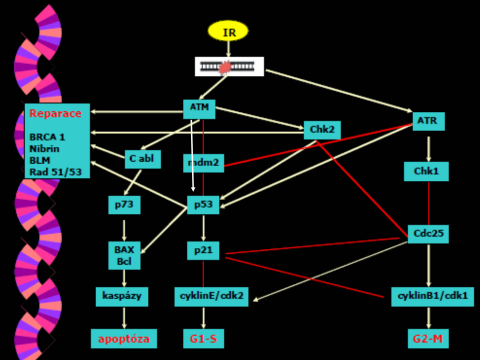 IR
ATM
ATR
Reparace
BRCA 1
Nibrin
BLM
Rad 51/53
Chk2
C abl
mdm2
Chk1
p73
p53
Cdc25
BAX
Bcl
p21
kaspázy
cyklinE/cdk2
cyklinB1/cdk1
apoptóza
G1-S
G2-M